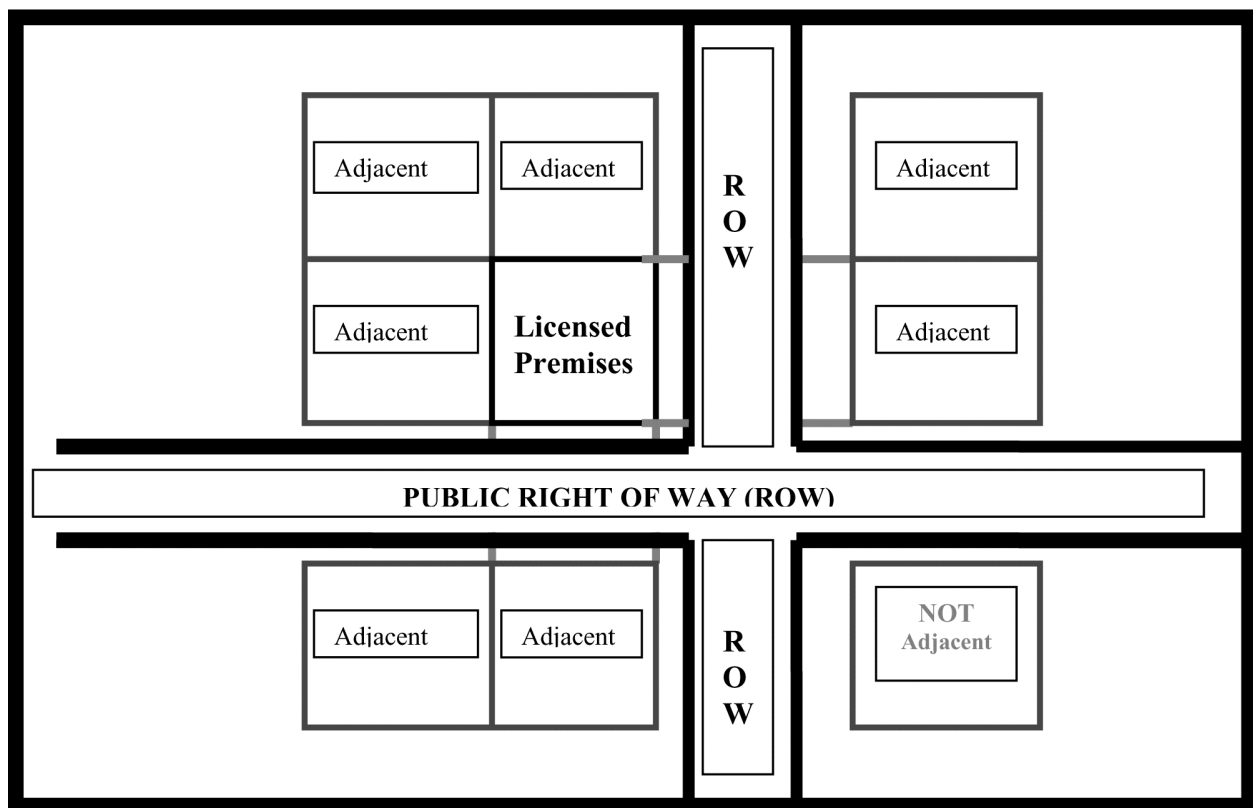 Adjacent
Adjacent
R
O
W
Adjacent
Adjacent
Licensed
Premises
Adjacent
PUBLIC RIGHT OF WAY (ROW)
Adjacent
Adjacent
R
O
W
NOT
Adjacent